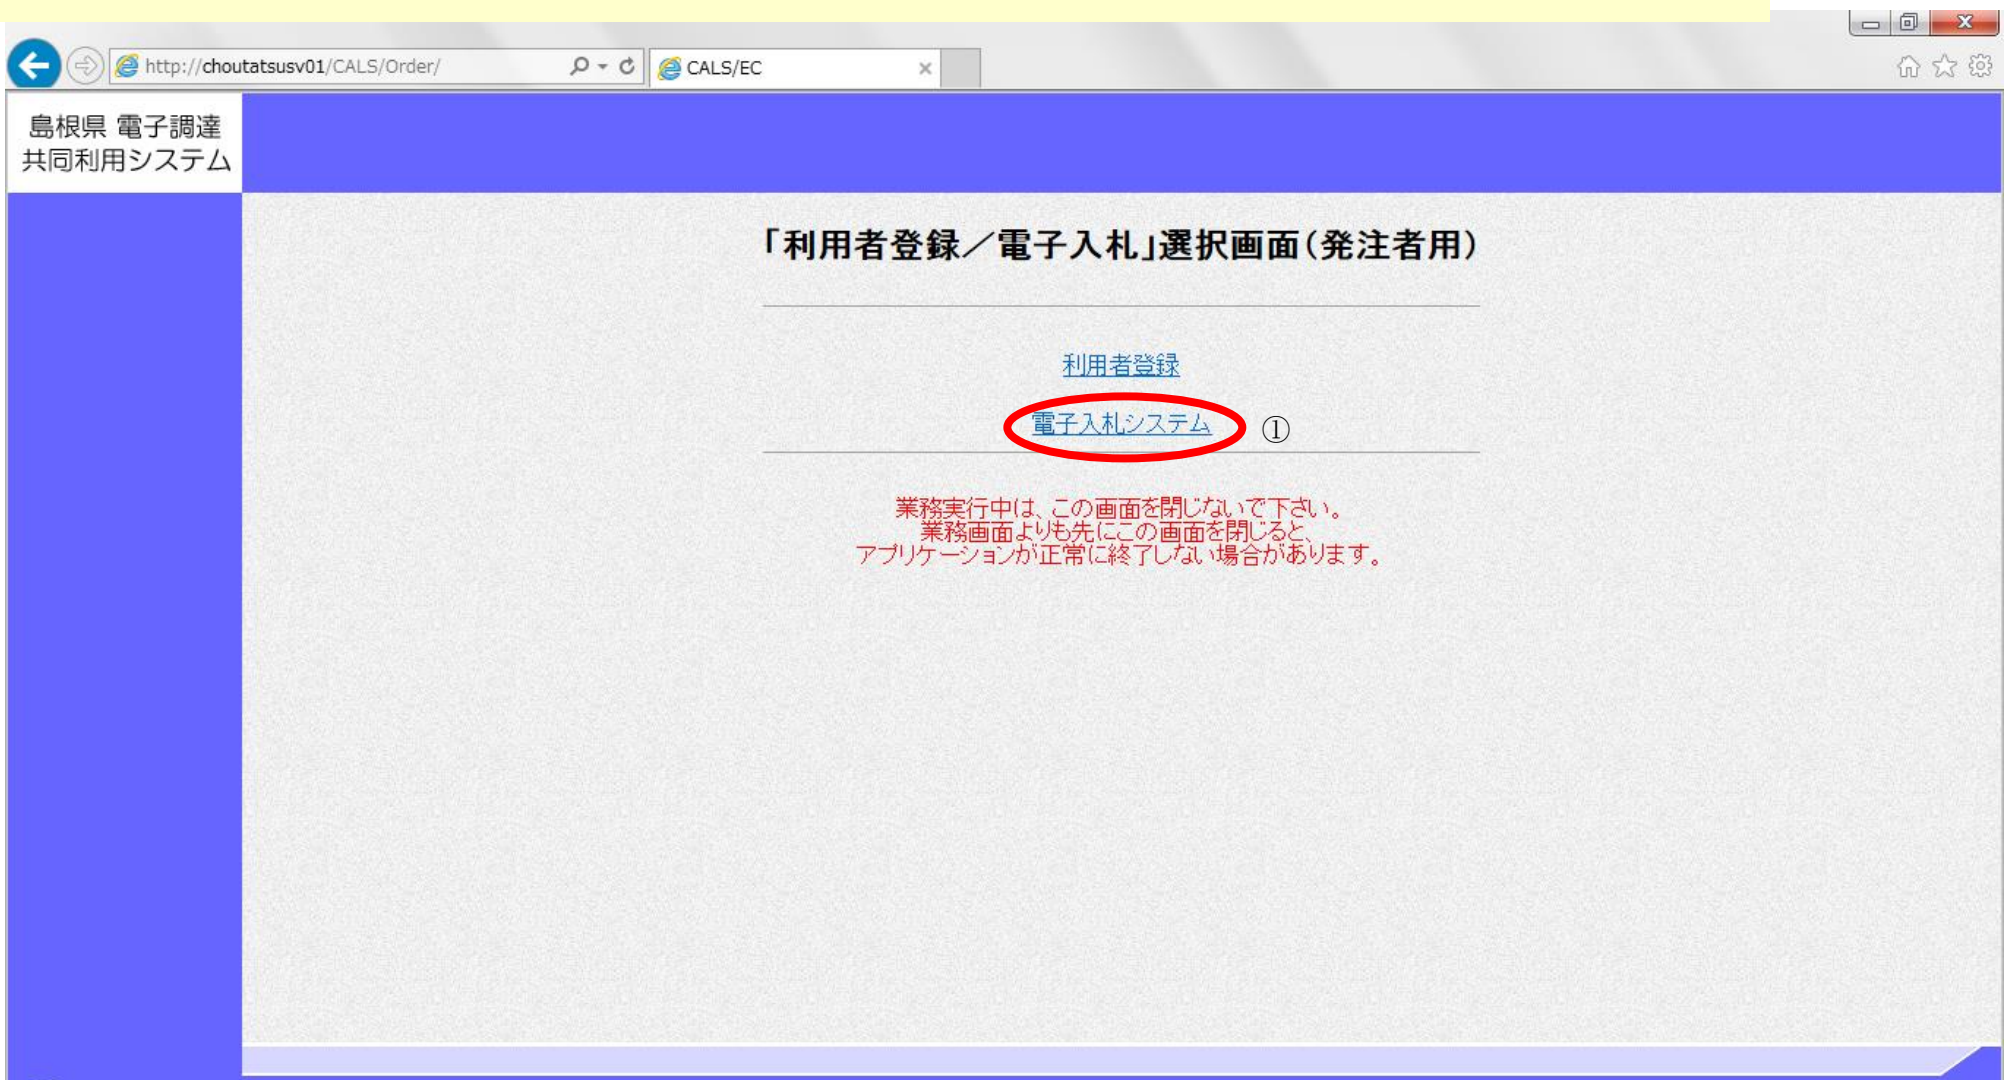 http://choutatsusv01/CALS/Order/
CALS/EC
島根県 電子調達
共同利用システム
「利用者登録／電子入札」選択画面（発注者用）
利用者登録
電子入札システム ①
業務実行中は、この画面を閉じないで下さい。
業務画面よりも先にこの画面を閉じると、
アプリケーションが正常に終了しない場合があります。